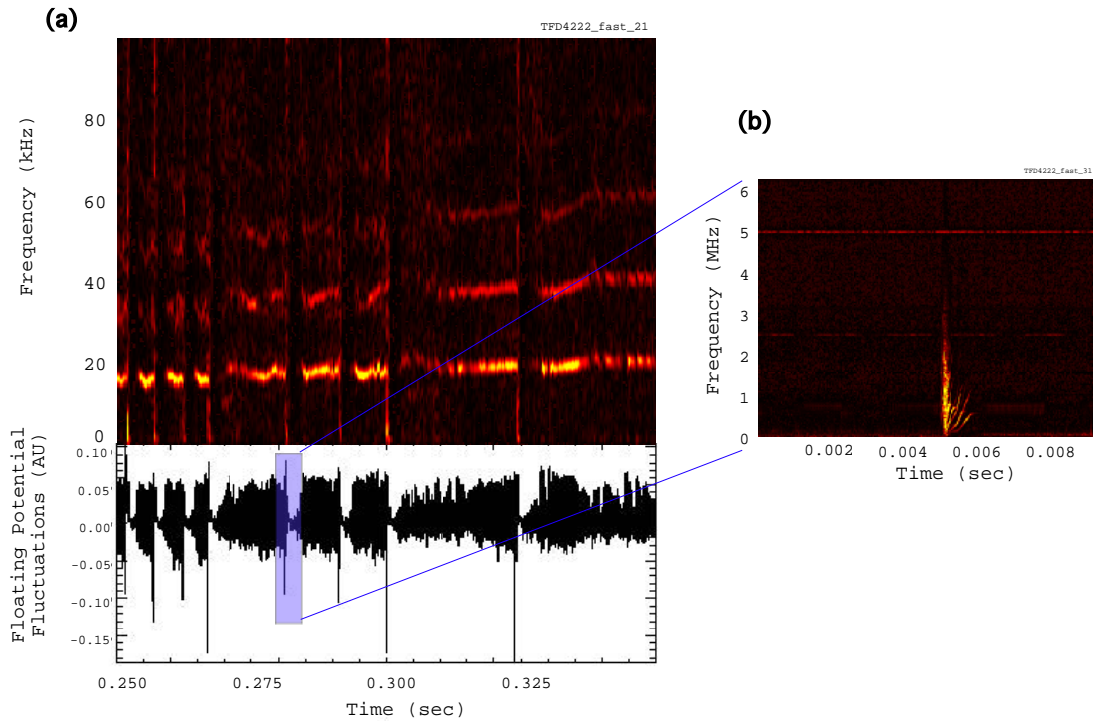 (a)
TFD4222_fast_21
Frequency (kHz)
80
60
40
20
0
Floating Potential
Fluctuations (AU)
0.10
0.05
0.00
-0.05
-0.10
-0.15
0.250
0.275
0.300
0.325
Time (sec)
(b)
TFD4222_fast_31
Frequency (MHz)
6
5
4
3
2
1
0
0.002
0.004
0.006
0.008
Time (sec)